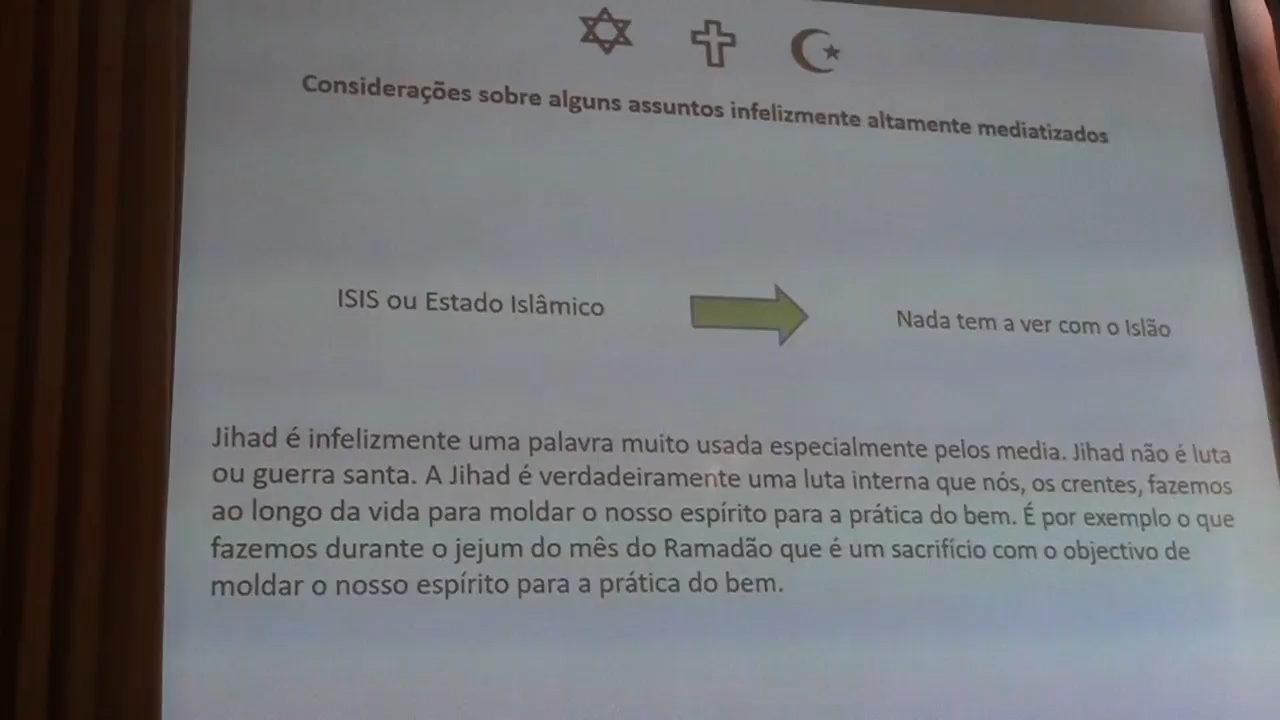 Considerações sobre alguns assuntos infelizmente altamente mediatizados
ISIS ou Estado Islâmico
Nada tem a ver com o Islão
Jihad é infelizmente uma palavra muito usada especialmente pelos media. Jihad não é luta
ou guerra santa. A Jihad é verdadeiramente uma luta interna que nós, os crentes, fazemos
ao longo da vida para moldar o nosso espírito para a prática do bem. É por exemplo o que
fazemos durante o jejum do mês do Ramadão que é um sacrifício com o objectivo de
moldar o nosso espírito para a prática do bem.